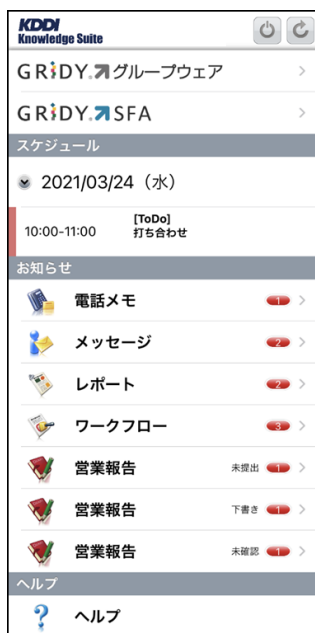 KDDI
Knowledge Suite
GRiDY グループウェア
GRiDY SFA
スケジュール
2021/03/24（水）
[ToDo]
10:00-11:00 打ち合わせ
お知らせ
電話メモ 1
メッセージ 2
レポート 2
ワークフロー 3
営業報告 未提出 1
営業報告 下書き 1
営業報告 未確認 1
ヘルプ
? ヘルプ